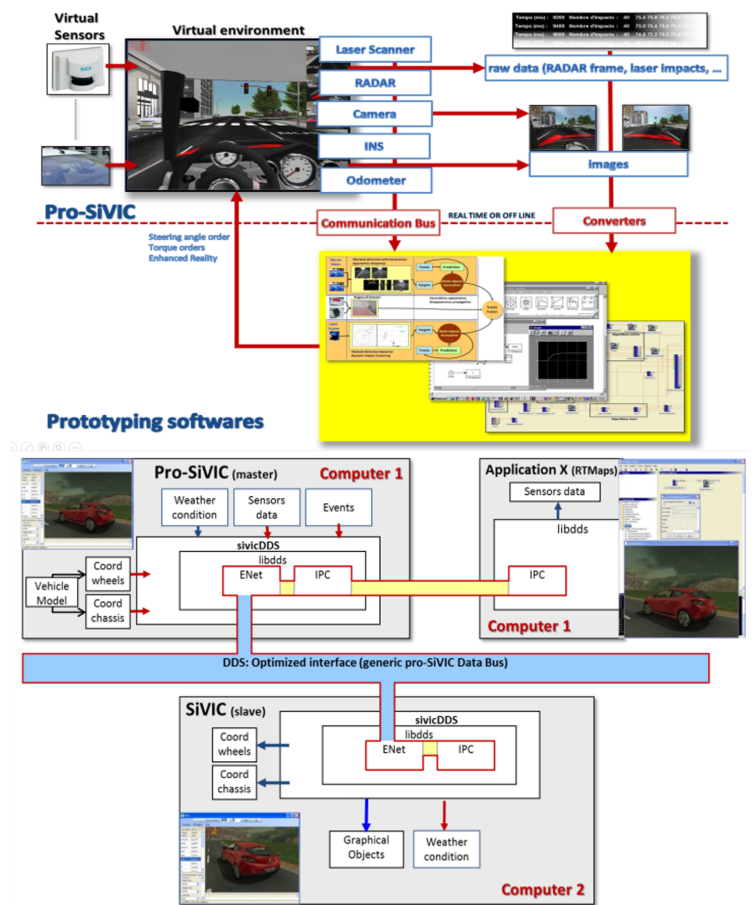 Virtual
Sensors
Virtual environment
Laser Scanner
RADAR
Camera
INS
Odometer
raw data (RADAR frame, laser impacts, ...
Images
Pro-SiVIC
Communication Bus
REAL TIME OR OFF LINE
Converters
Steering angle order
Torque orders
Enhanced Reality
Prototyping softwares
Pro-SiVIC (master)
Computer 1
Weather
condition
Sensors
data
Events
sivicDDS
libdds
ENet
IPC
Vehicle
Model
Coord
wheels
Coord
chassis
Application X (RTMaps)
Sensors data
libdds
IPC
Computer 1
DDS: Optimized interface (generic pro-SiVIC Data Bus)
SiVIC (slave)
sivicDDS
libdds
ENet
IPC
Coord
wheels
Coord
chassis
Graphical
Objects
Weather
condition
Computer 2